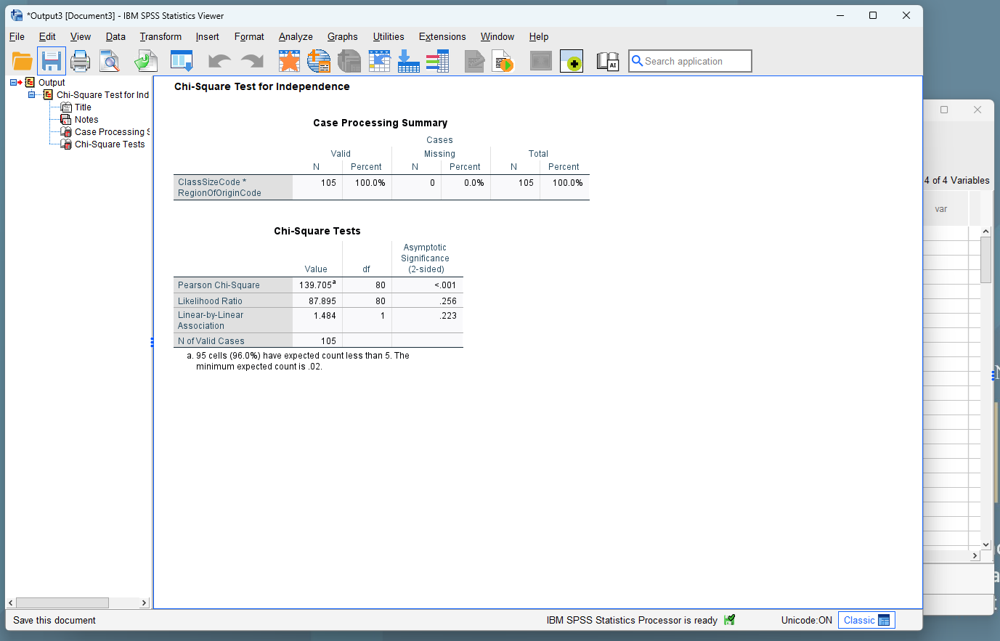 *Output3 [Document3] - IBM SPSS Statistics Viewer
File Edit View Data Transform Insert Format Analyze Graphs Utilities Extensions Window Help
AI
Search application
Output
Chi-Square Test for Ind
Title
Notes
Case Processing S
Chi-Square Tests
Chi-Square Test for Independence
Case Processing Summary
Cases
Valid Missing Total
N Percent N Percent N Percent
ClassSizeCode * 105 100.0% 0 0.0% 105 100.0%
RegionOfOriginCode
Chi-Square Tests
Asymptotic
Significance
Value df (2-sided)
Pearson Chi-Square 139.705a 80 <.001
Likelihood Ratio 87.895 80 .256
Linear-by-Linear 1.484 1 .223
Association
N of Valid Cases 105
a. 95 cells (96.0%) have expected count less than 5. The
minimum expected count is .02.
4 of 4 Variables
var
Save this document
IBM SPSS Statistics Processor is ready
Unicode:ON
Classic